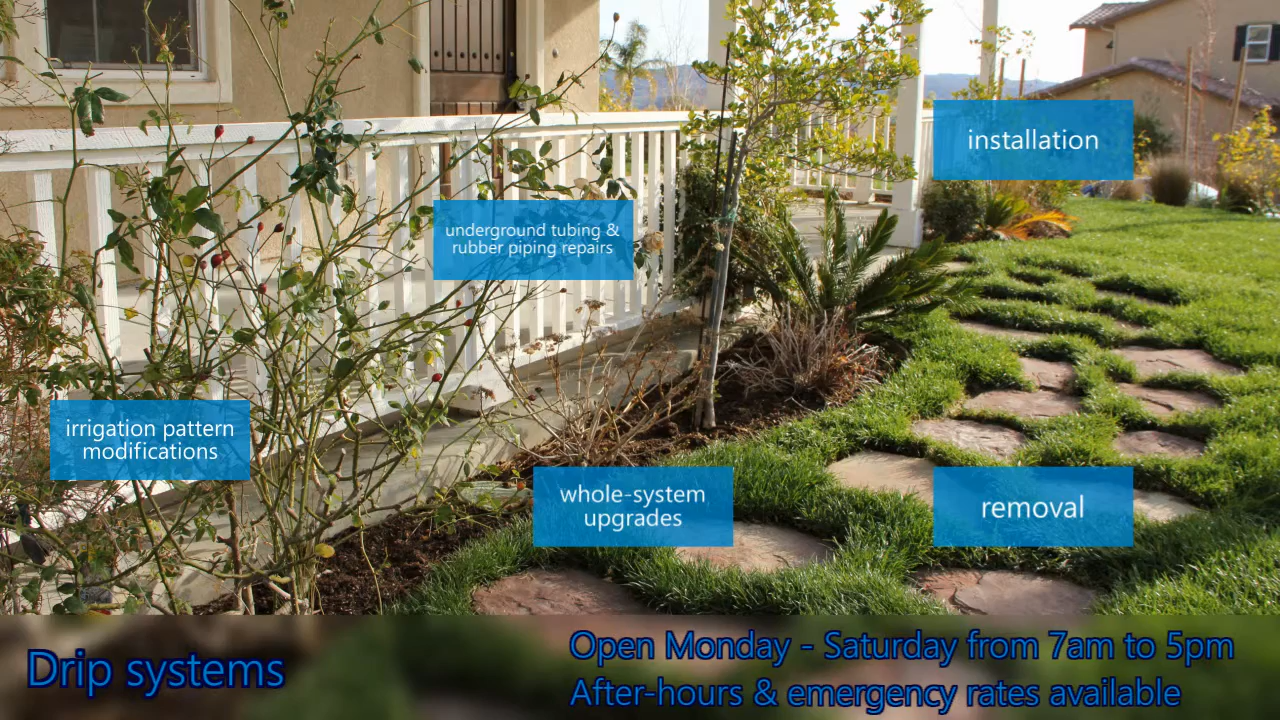 installation
underground tubing &
rubber piping repairs
irrigation pattern
modifications
whole-system
upgrades
removal
Drip systems
Open Monday - Saturday from 7am to 5pm
After-hours & emergency rates available